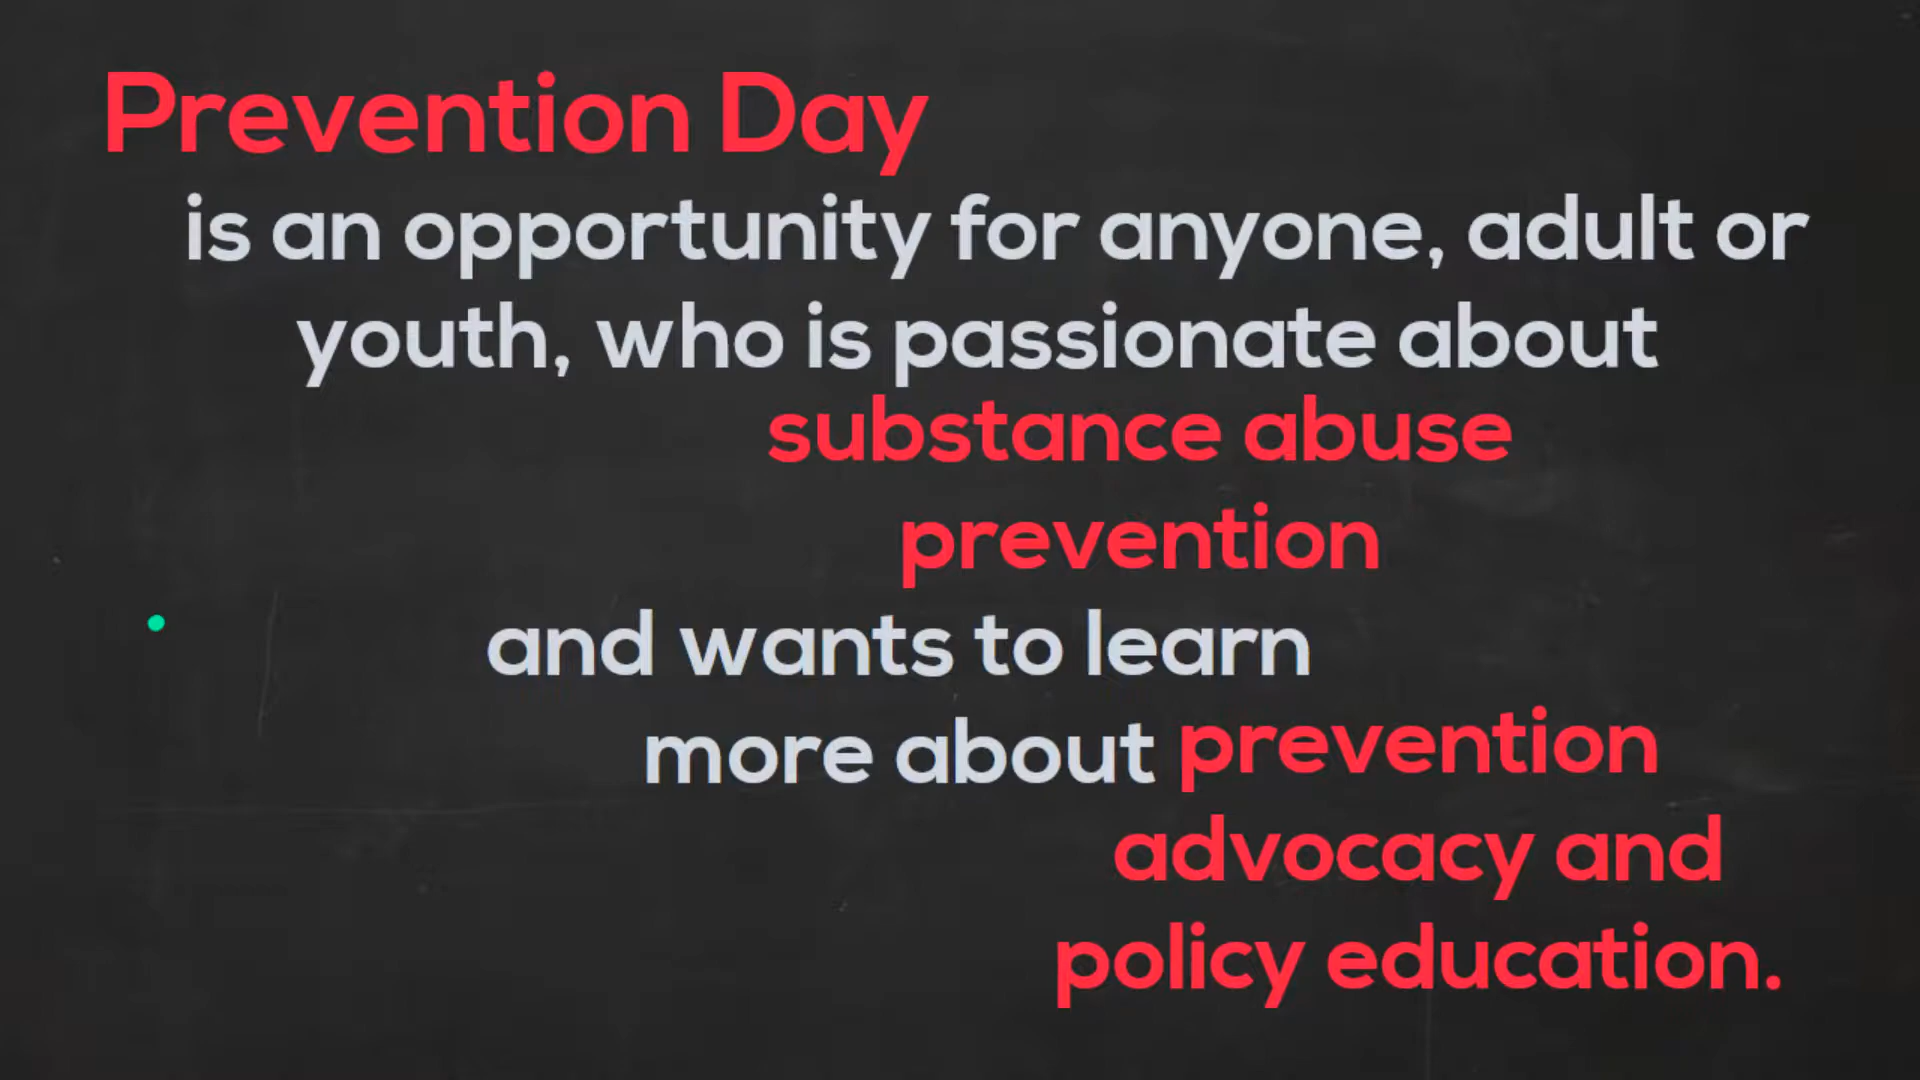 Prevention Day
is an opportunity for anyone, adult or
youth, who is passionate about
substance abuse
prevention
and wants to learn
more about prevention
advocacy and
policy education.